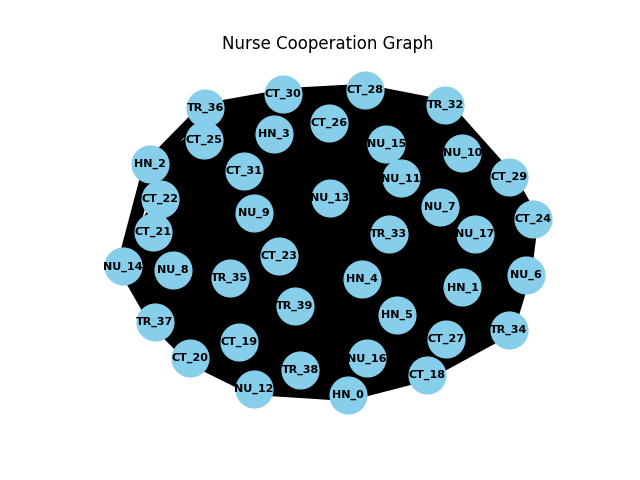 Nurse Cooperation Graph
CT_28
CT_30
TR_32
TR_36
CT_26
HN_3
CT_25
NU_15
NU_10
HN_2
CT_31
NU_11
CT_29
NU_13
CT_22
NU_7
NU_9
CT_24
CT_21
TR_33
NU_17
CT_23
NU_14
NU_8
NU_6
TR_35
HN_4
HN_1
TR_39
HN_5
TR_37
TR_34
CT_27
CT_19
CT_20
NU_16
TR_38
CT_18
NU_12
HN_0